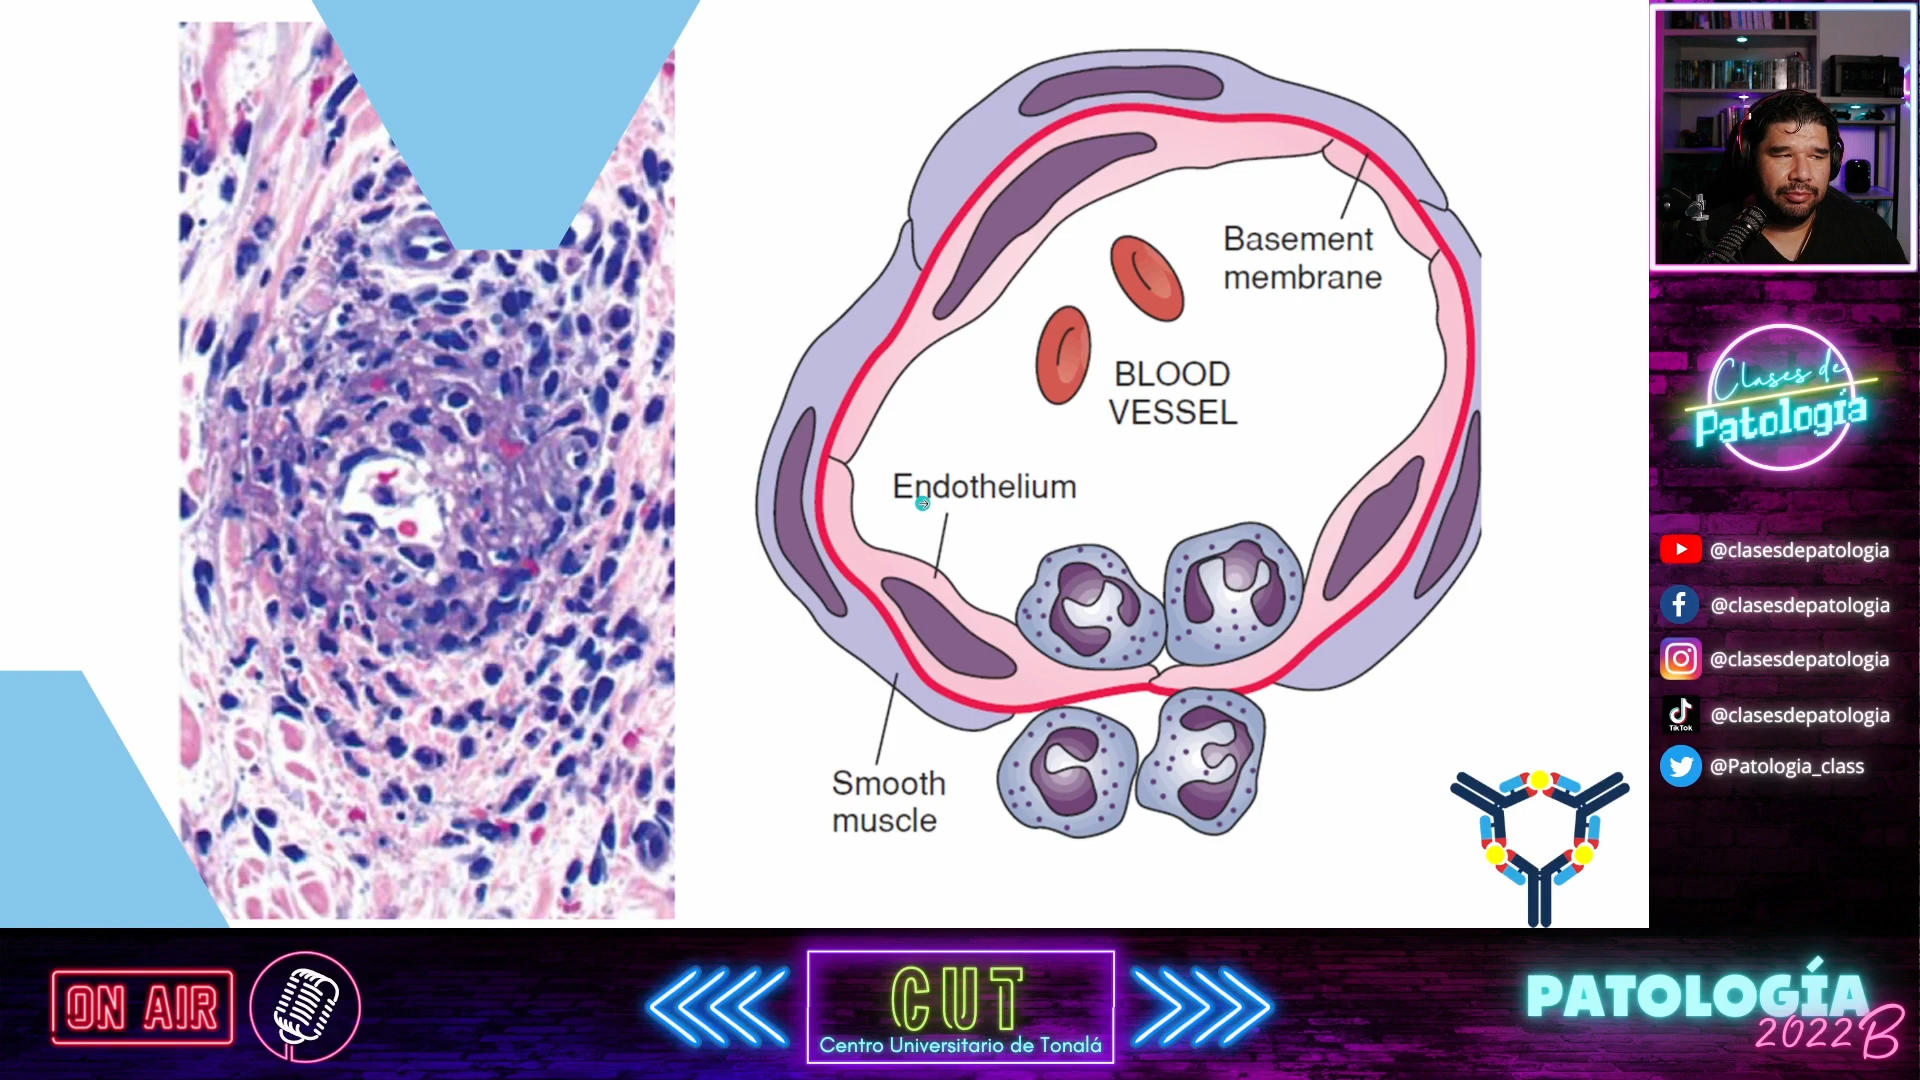 Basement
membrane
BLOOD
VESSEL
Endothelium
Smooth
muscle
Clases de
Patología
@clasesdepatologia
@clasesdepatologia
@clasesdepatologia
TikTok
@clasesdepatologia
@Patologia_class
ON AIR
CUT
Centro Universitario de Tonalá
PATOLOGÍA
2022B